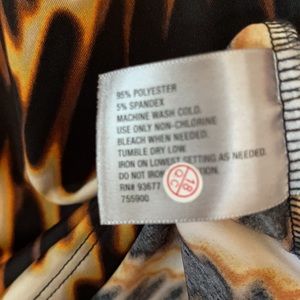 95% POLYESTER
5% SPANDEX
MACHINE WASH COLD.
USE ONLY NON-CHLORINE
BLEACH WHEN NEEDED.
TUMBLE DRY LOW.
IRON ON LOWEST SETTING AS NEEDED.
DO NOT IRON
RN# 93677
755900